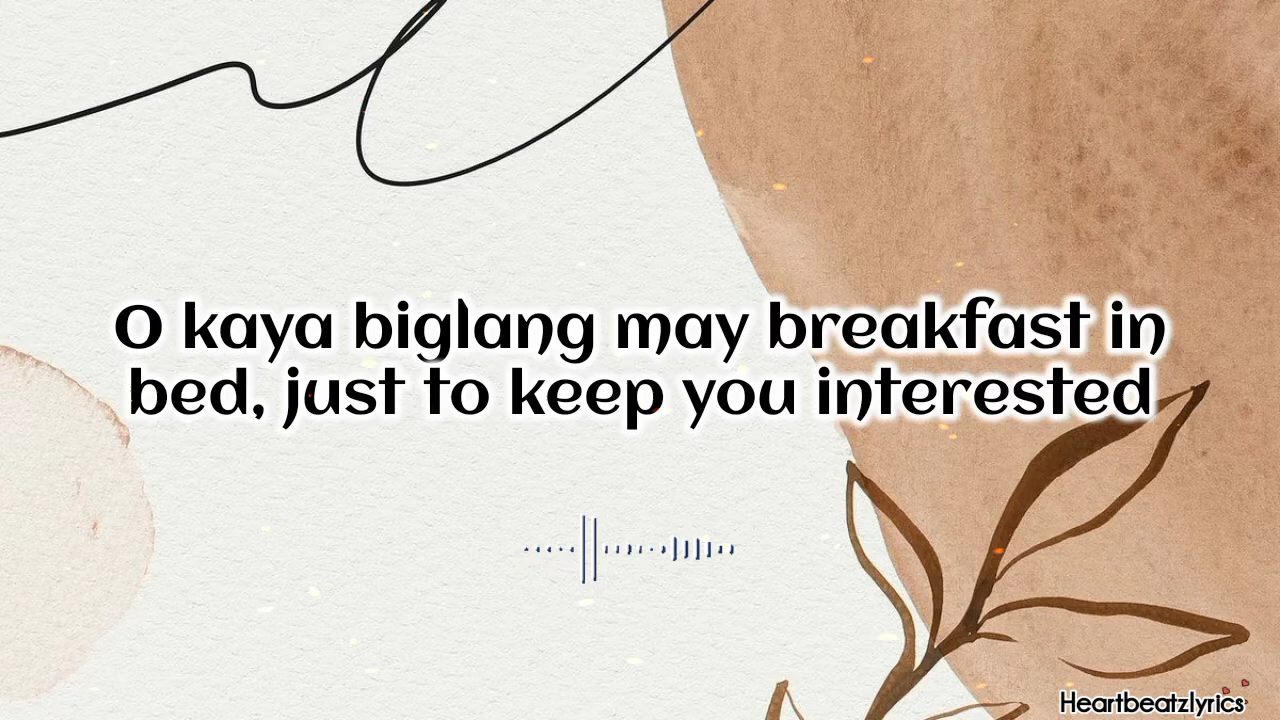 O kaya biglang may breakfast in
bed, just to keep you interested
Heartbeatzlyrics